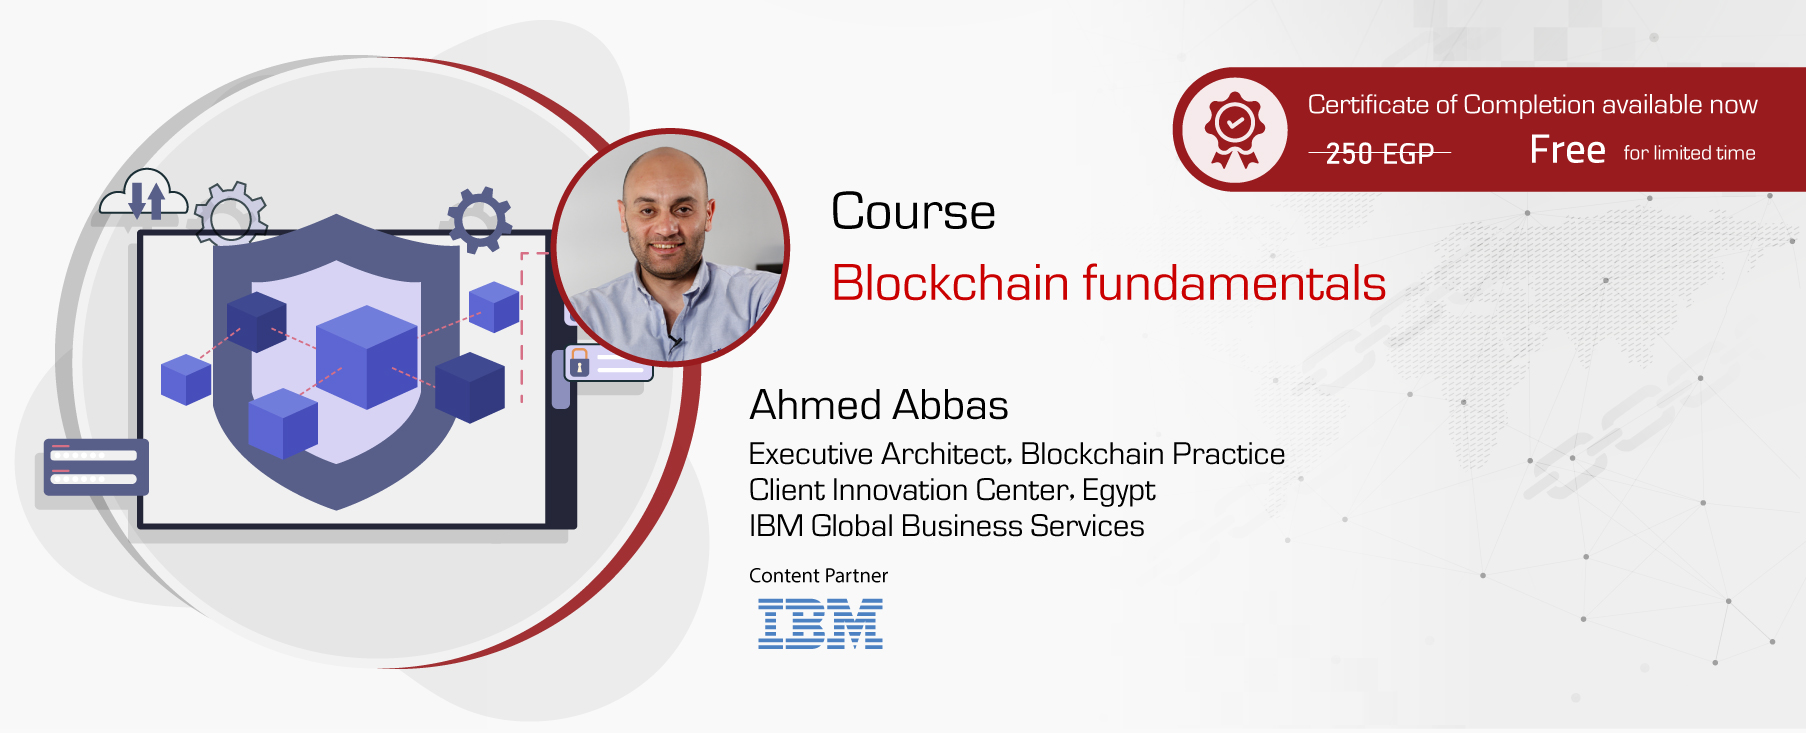 Certificate of Completion available now
250 EGP Free for limited time
Course
Blockchain fundamentals
Ahmed Abbas
Executive Architect, Blockchain Practice
Client Innovation Center, Egypt
IBM Global Business Services
Content Partner
IBM